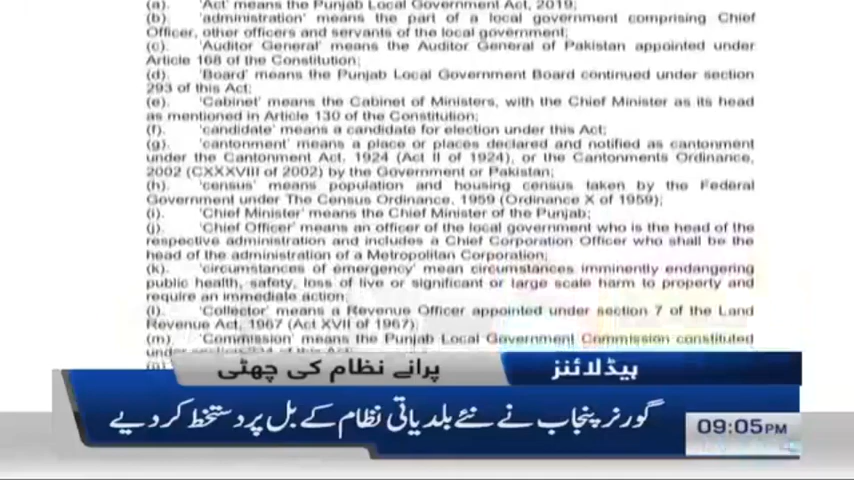 (a). 'Act' means the Punjab Local Government Act, 2019;
(b). 'administration' means the part of a local government comprising Chief
Officer, other officers and servants of the local government;
(c). 'Auditor General' means the Auditor General of Pakistan appointed under
Article 168 of the Constitution;
(d). 'Board' means the Punjab Local Government Board continued under section
293 of this Act;
(e). 'Cabinet' means the Cabinet of Ministers, with the Chief Minister as its head
as mentioned in Article 130 of the Constitution;
(f). 'candidate' means a candidate for election under this Act;
(g). 'cantonment' means a place or places declared and notified as cantonment
under the Cantonment Act, 1924 (Act II of 1924), or the Cantonments Ordinance,
2002 (CXXXVIII of 2002) by the Government or Pakistan;
(h). 'census' means population and housing census taken by the Federal
Government under The Census Ordinance, 1959 (Ordinance X of 1959);
(i). 'Chief Minister' means the Chief Minister of the Punjab;
(j). 'Chief Officer' means an officer of the local government who is the head of the
respective administration and includes a Chief Corporation Officer who shall be the
head of the administration of a Metropolitan Corporation;
(k). 'circumstances of emergency' mean circumstances imminently endangering
public health, safety, loss of live or significant or large scale harm to property and
require an immediate action;
(l). 'Collector' means a Revenue Officer appointed under section 7 of the Land
Revenue Act, 1967 (Act XVII of 1967);
(m). 'Commission' means the Punjab Local Government Commission constituted
ہیڈلائنز
پرانے نظام کی چھٹی
گورنر پنجاب نے نئے بلدیاتی نظام کے بل پر دستخط کر دیے
09:05PM